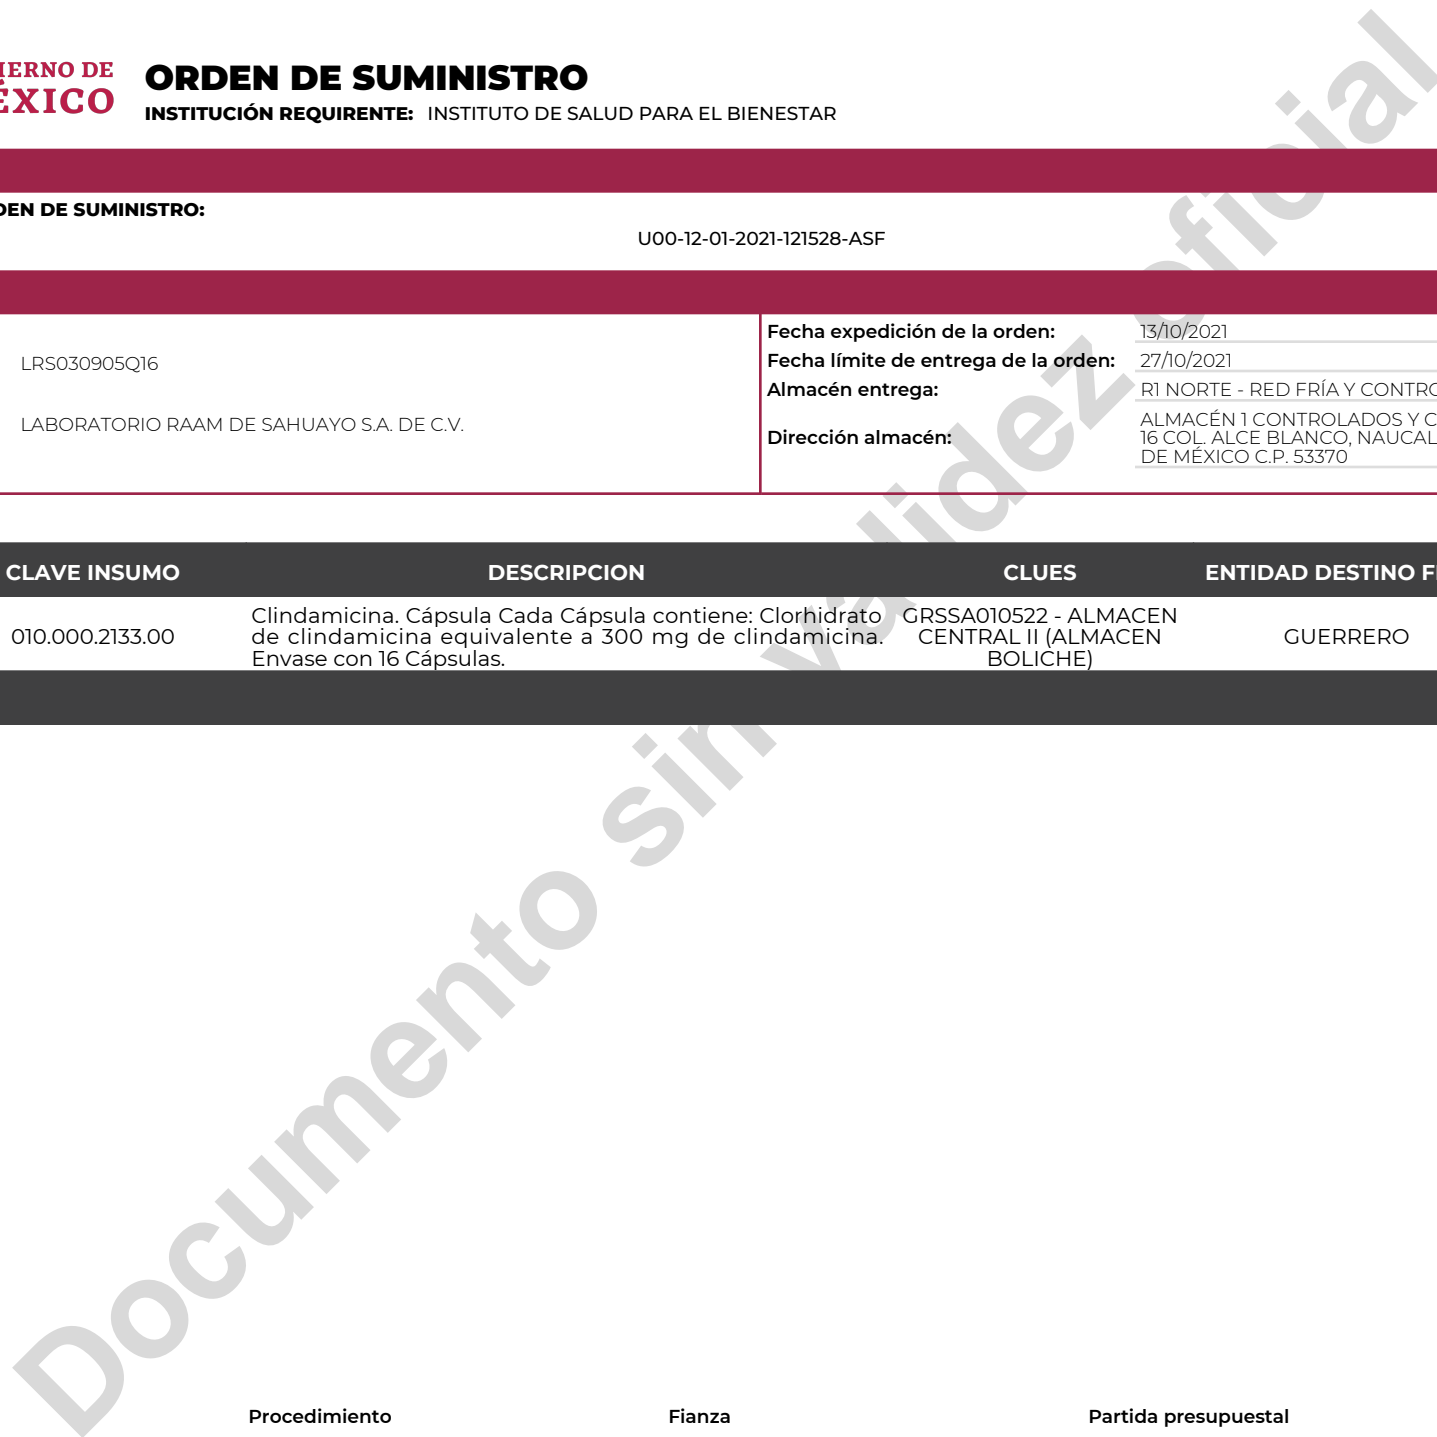 IERNO DE
ÉXICO
ORDEN DE SUMINISTRO
INSTITUCIÓN REQUIRENTE: INSTITUTO DE SALUD PARA EL BIENESTAR
DEN DE SUMINISTRO:
U00-12-01-2021-121528-ASF
LRS030905Q16
LABORATORIO RAAM DE SAHUAYO S.A. DE C.V.
Fecha expedición de la orden: 13/10/2021
Fecha límite de entrega de la orden: 27/10/2021
Almacén entrega: R1 NORTE - RED FRÍA Y CONTRO
Dirección almacén: ALMACÉN 1 CONTROLADOS Y C
16 COL. ALCE BLANCO, NAUCAL
DE MÉXICO C.P. 53370
CLAVE INSUMO DESCRIPCION CLUES ENTIDAD DESTINO F
010.000.2133.00
Clindamicina. Cápsula Cada Cápsula contiene: Clorhidrato
de clindamicina equivalente a 300 mg de clindamicina.
Envase con 16 Cápsulas.
GRSSA010522 - ALMACEN
CENTRAL II (ALMACEN
BOLICHE)
GUERRERO
Documento sin validez oficial
Procedimiento Fianza Partida presupuestal